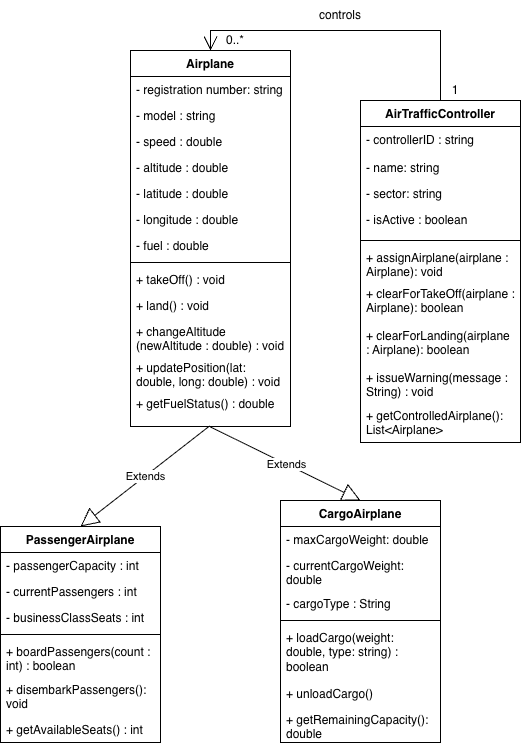 controls
0..*
1
Airplane
- registration number: string
- model : string
- speed : double
- altitude : double
- latitude : double
- longitude : double
- fuel : double
+ takeOff() : void
+ land() : void
+ changeAltitude
(newAltitude : double) : void
+ updatePosition(lat:
double, long: double) : void
+ getFuelStatus() : double
AirTrafficController
- controllerID : string
- name: string
- sector: string
- isActive : boolean
+ assignAirplane(airplane :
Airplane): void
+ clearForTakeOff(airplane :
Airplane): boolean
+ clearForLanding(airplane
: Airplane): boolean
+ issueWarning(message :
String) : void
+ getControlledAirplane():
List<Airplane>
Extends
Extends
PassengerAirplane
- passengerCapacity : int
- currentPassengers : int
- businessClassSeats : int
+ boardPassengers(count :
int) : boolean
+ disembarkPassengers():
void
+ getAvailableSeats() : int
CargoAirplane
- maxCargoWeight: double
- currentCargoWeight:
double
- cargoType : String
+ loadCargo(weight:
double, type: string) :
boolean
+ unloadCargo()
+ getRemainingCapacity():
double